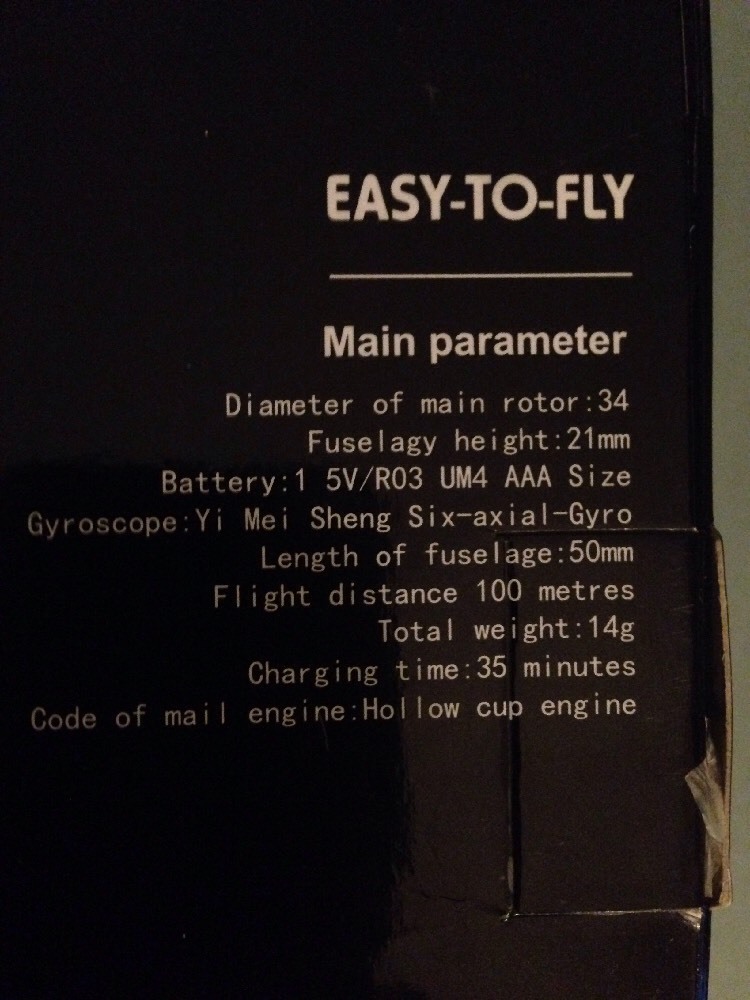 EASY-TO-FLY
Main parameter
Diameter of main rotor:34
Fuselagy height:21mm
Battery:1 5V/R03 UM4 AAA Size
Gyroscope:Yi Mei Sheng Six-axial-Gyro
Length of fuselage:50mm
Flight distance 100 metres
Total weight:14g
Charging time:35 minutes
Code of mail engine:Hollow cup engine